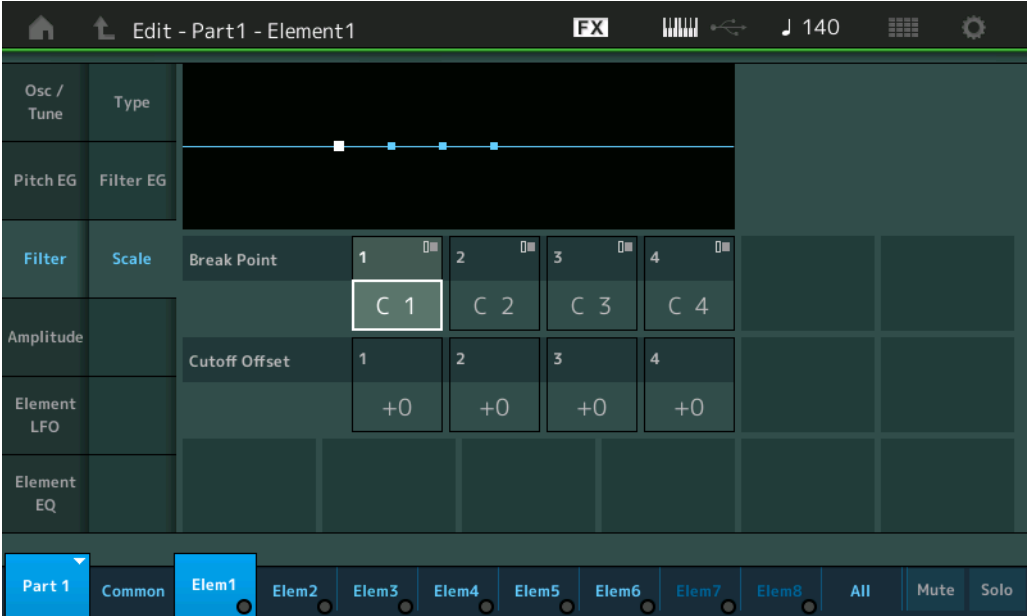 Edit - Part1 - Element1
FX
♩ 140
Osc /
Tune
Type
Pitch EG
Filter EG
Filter
Scale
Break Point
1
2
3
4
C 1
C 2
C 3
C 4
Amplitude
Cutoff Offset
1
2
3
4
+0
+0
+0
+0
Element
LFO
Element
EQ
Part 1
Common
Elem1
Elem2
Elem3
Elem4
Elem5
Elem6
Elem7
Elem8
All
Mute
Solo